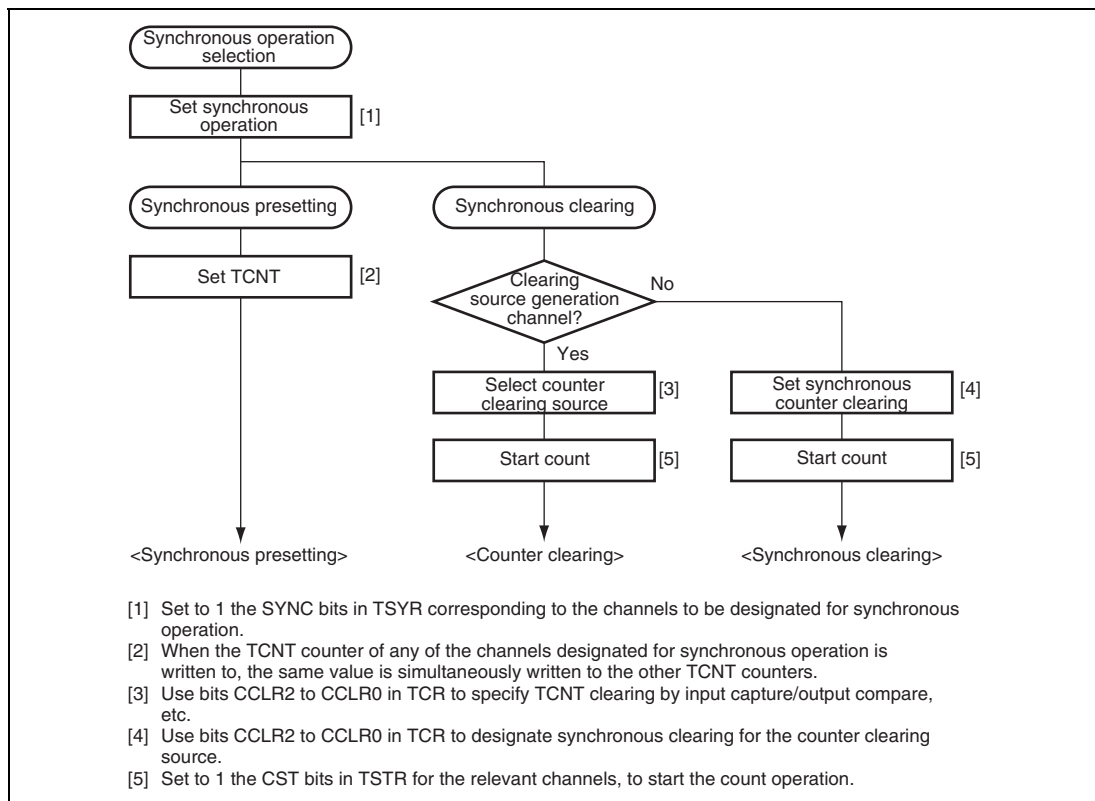 Synchronous operation
selection
Set synchronous
operation
[1]
Synchronous presetting
Synchronous clearing
Set TCNT
[2]
Clearing
source generation
channel?
No
Yes
Select counter
clearing source
[3]
Set synchronous
counter clearing
[4]
Start count
[5]
Start count
[5]
<Synchronous presetting>
<Counter clearing>
<Synchronous clearing>
[1] Set to 1 the SYNC bits in TSYR corresponding to the channels to be designated for synchronous
operation.
[2] When the TCNT counter of any of the channels designated for synchronous operation is
written to, the same value is simultaneously written to the other TCNT counters.
[3] Use bits CCLR2 to CCLR0 in TCR to specify TCNT clearing by input capture/output compare,
etc.
[4] Use bits CCLR2 to CCLR0 in TCR to designate synchronous clearing for the counter clearing
source.
[5] Set to 1 the CST bits in TSTR for the relevant channels, to start the count operation.